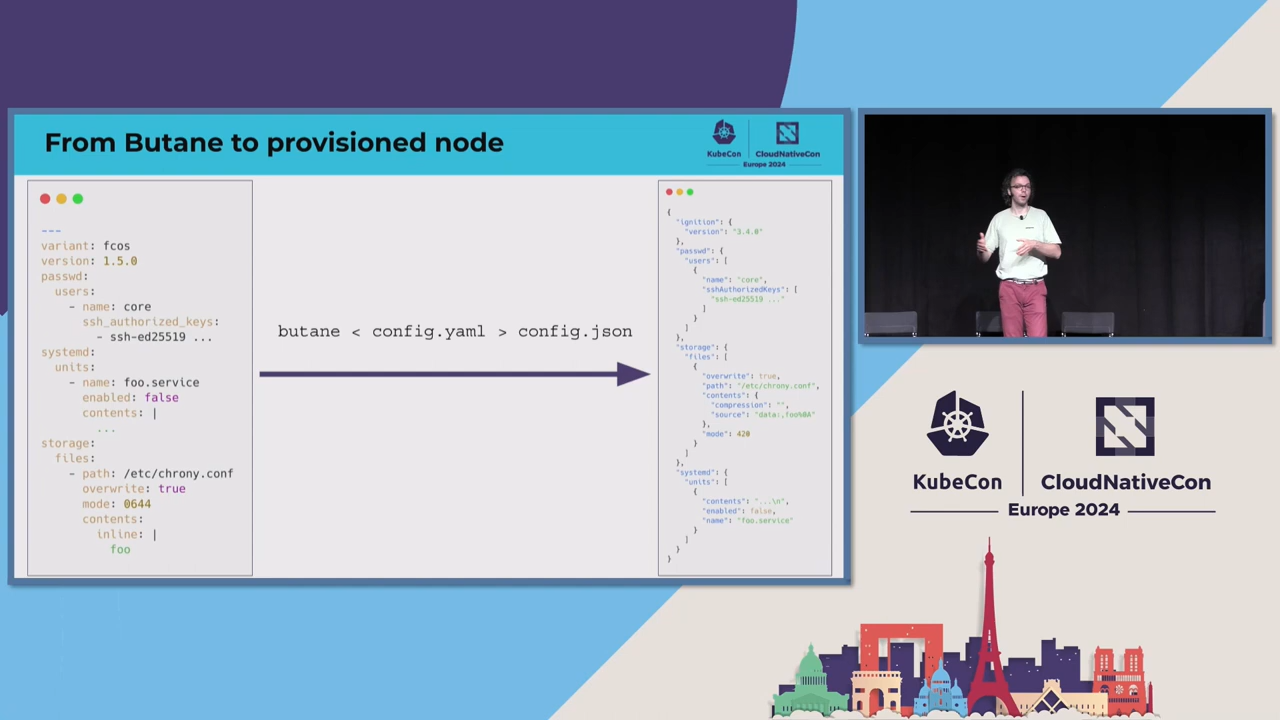 From Butane to provisioned node
KubeCon
CloudNativeCon
Europe 2024
---
variant: fcos
version: 1.5.0
passwd:
users:
- name: core
ssh_authorized_keys:
- ssh-ed25519 ...
systemd:
units:
- name: foo.service
enabled: false
contents: |
...
storage:
files:
- path: /etc/chrony.conf
overwrite: true
mode: 0644
contents:
inline: |
foo
butane < config.yaml > config.json
{
"ignition": {
"version": "3.4.0"
},
"passwd": {
"users": [
{
"name": "core",
"sshAuthorizedKeys": [
"ssh-ed25519 ..."
]
}
]
},
"storage": {
"files": [
{
"overwrite": true,
"path": "/etc/chrony.conf",
"contents": {
"compression": "",
"source": "data:,foo%0A"
},
"mode": 420
}
]
},
"systemd": {
"units": [
{
"contents": "...\n",
"enabled": false,
"name": "foo.service"
}
]
}
}
KubeCon
CloudNativeCon
Europe 2024